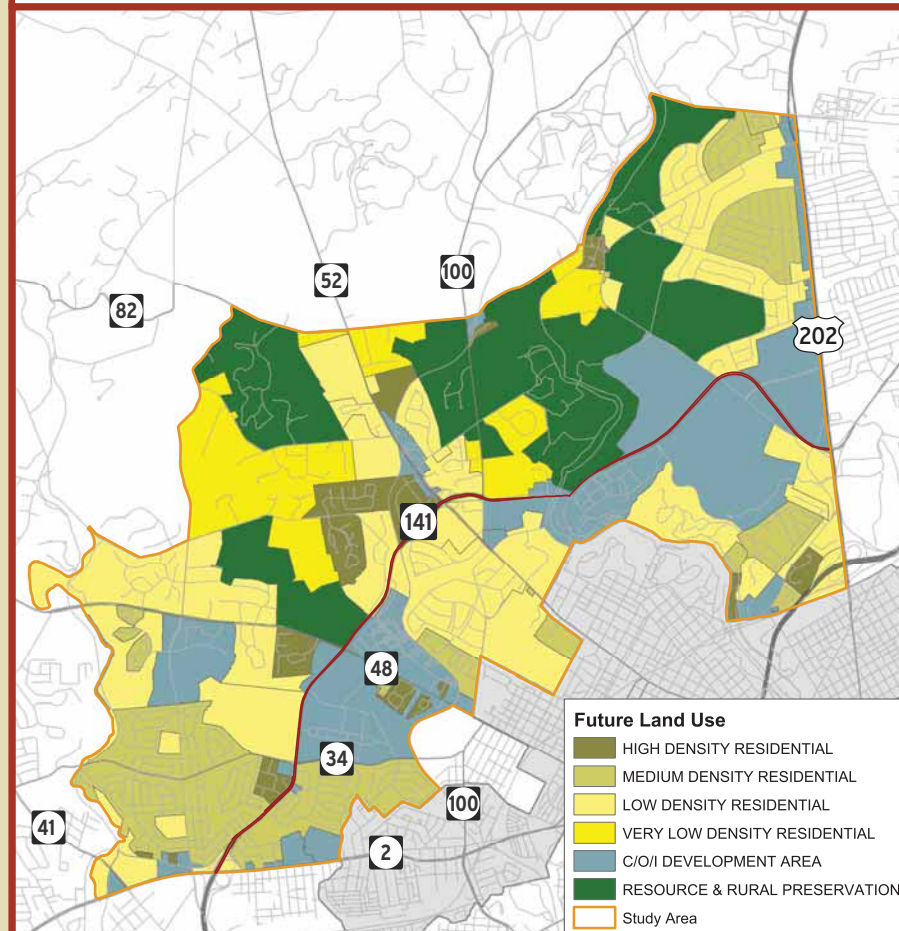 52
100
82
202
141
48
34
100
41
2
Future Land Use
HIGH DENSITY RESIDENTIAL
MEDIUM DENSITY RESIDENTIAL
LOW DENSITY RESIDENTIAL
VERY LOW DENSITY RESIDENTIAL
C/O/I DEVELOPMENT AREA
RESOURCE & RURAL PRESERVATION
Study Area